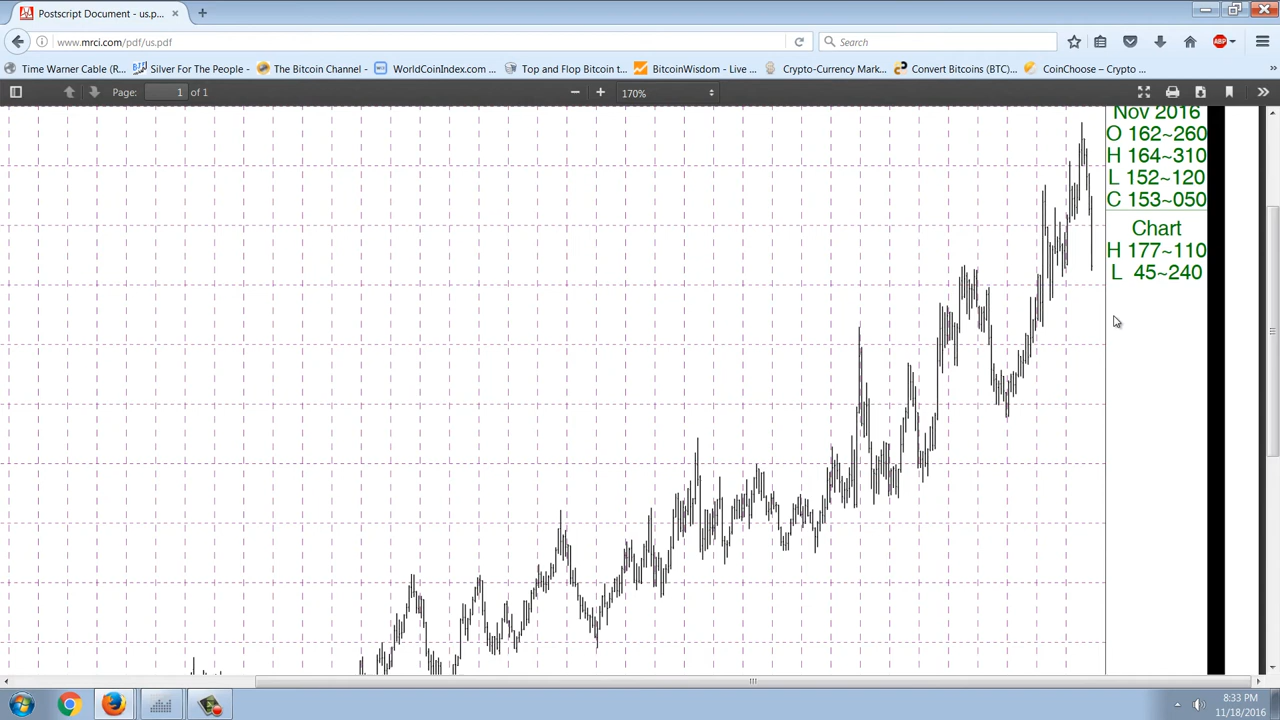 Postscript Document - us.p...
www.mrci.com/pdf/us.pdf
Search
ABP
Time Warner Cable (R...
Silver For The People - ...
The Bitcoin Channel - ...
WorldCoinIndex.com ...
Top and Flop Bitcoin t...
BitcoinWisdom - Live ...
Crypto-Currency Mark...
Convert Bitcoins (BTC)...
CoinChoose – Crypto ...
Page: 1 of 1
170%
Nov 2016
O 162~260
H 164~310
L 152~120
C 153~050
Chart
H 177~110
L 45~240
8:33 PM
11/18/2016